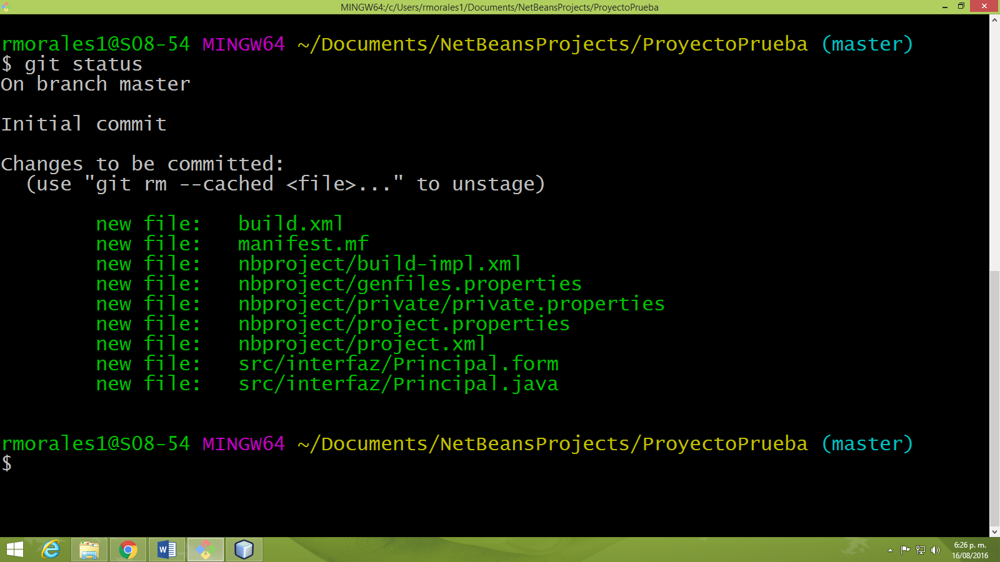 MINGW64:/c/Users/rmorales1/Documents/NetBeansProjects/ProyectoPrueba
rmorales1@S08-54 MINGW64 ~/Documents/NetBeansProjects/ProyectoPrueba (master)
$ git status
On branch master
Initial commit
Changes to be committed:
  (use "git rm --cached <file>..." to unstage)
        new file:   build.xml
        new file:   manifest.mf
        new file:   nbproject/build-impl.xml
        new file:   nbproject/genfiles.properties
        new file:   nbproject/private/private.properties
        new file:   nbproject/project.properties
        new file:   nbproject/project.xml
        new file:   src/interfaz/Principal.form
        new file:   src/interfaz/Principal.java
rmorales1@S08-54 MINGW64 ~/Documents/NetBeansProjects/ProyectoPrueba (master)
$
6:26 p. m.
16/08/2016